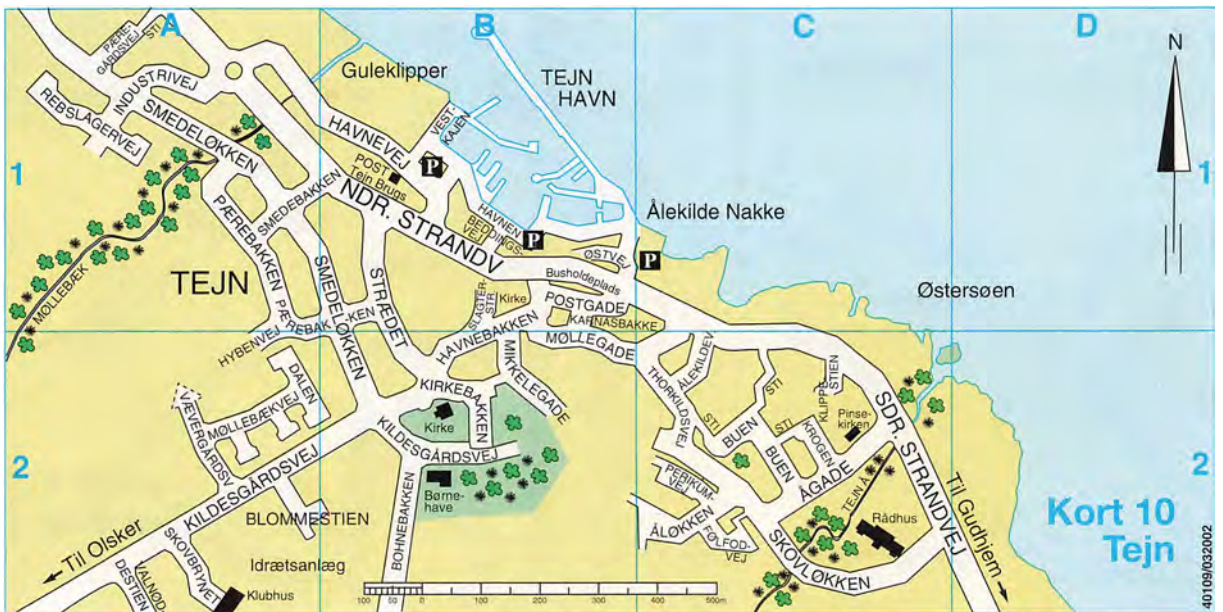 A
B
C
D
N
PÆRE-
GÅRDSVEJ
STI
INDUSTRIVEJ
REBSLAGERVEJ
SMEDELØKKEN
Guleklipper
TEJN
HAVN
VEST-
KAJEN
HAVNEVEJ
POST
Tejn Brugs
P
1
1
SMEDEBAKKEN
NDR. STRANDV
HAVNEN
BEDDINGS-
VEJ
P
Ålekilde Nakke
ØSTVEJ
P
PÆREBAKKEN
MØLLEBÆK
TEJN
SMEDELØKKEN
STRÆDET
Busholdeplads
Østersøen
SLAGTER-
STR.
Kirke
POSTGADE
KARNASBAKKE
PÆREBAKKEN
HYBENVEJ
HAVNEBAKKEN
MØLLEGADE
MIKKELEGADE
DALEN
KIRKEBAKKEN
THORKILDSVEJ
ÅLEKILDEV
STI
KLIPPE
STIEN
VÆVERGÅRDSV
MØLLEBÆKVEJ
Kirke
STI
BUEN
STI
Pinse-
kirken
KROGEN
SDR. STRANDVEJ
2
2
KILDESGÅRDSVEJ
KILDESGÅRDSVEJ
BUEN
ÅGADE
PERIKUM-
VEJ
TEJN Å
Børne-
have
BLOMMESTIEN
BOHNEBAKKEN
ÅLØKKEN
FØLFOD-
VEJ
Rådhus
Til Gudhjem
Kort 10
Tejn
Til Olsker
SKOVBRYNET
VALNØD-
DESTIEN
Idrætsanlæg
Klubhus
SKOVLØKKEN
100 50 0 100 200 300 400 500m
40109/032002